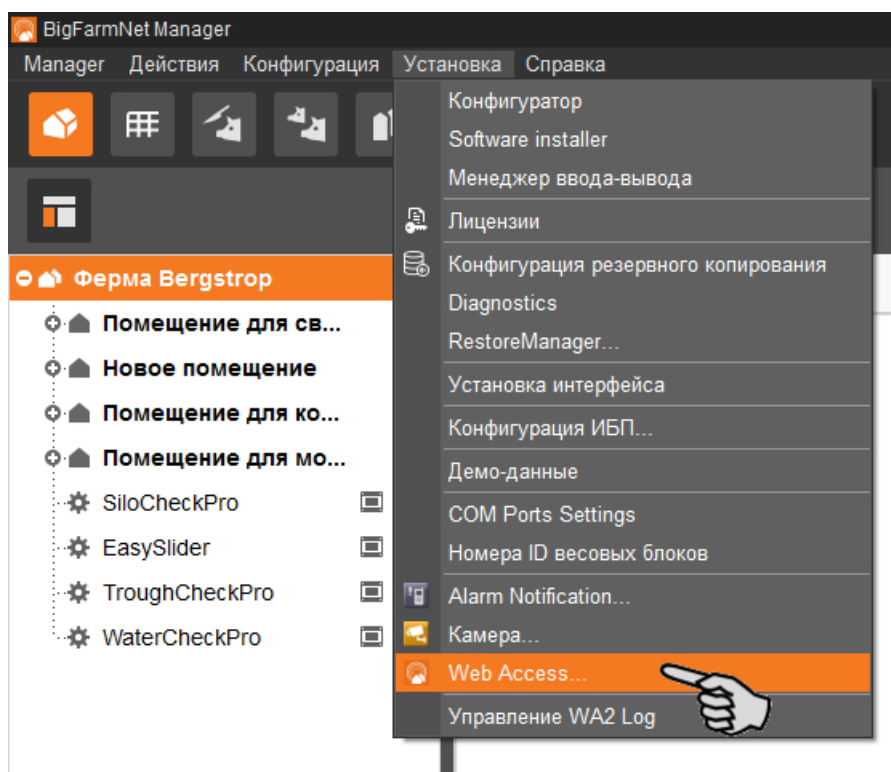 BigFarmNet Manager
Manager Действия Конфигурация Установка Справка
Конфигуратор
Software installer
Менеджер ввода-вывода
Лицензии
Конфигурация резервного копирования
Diagnostics
RestoreManager...
Установка интерфейса
Конфигурация ИБП...
Демо-данные
COM Ports Settings
Номера ID весовых блоков
Alarm Notification...
Камера...
Web Access...
Управление WA2 Log
Ферма Bergstrop
Помещение для св...
Новое помещение
Помещение для ко...
Помещение для мо...
SiloCheckPro
EasySlider
TroughCheckPro
WaterCheckPro